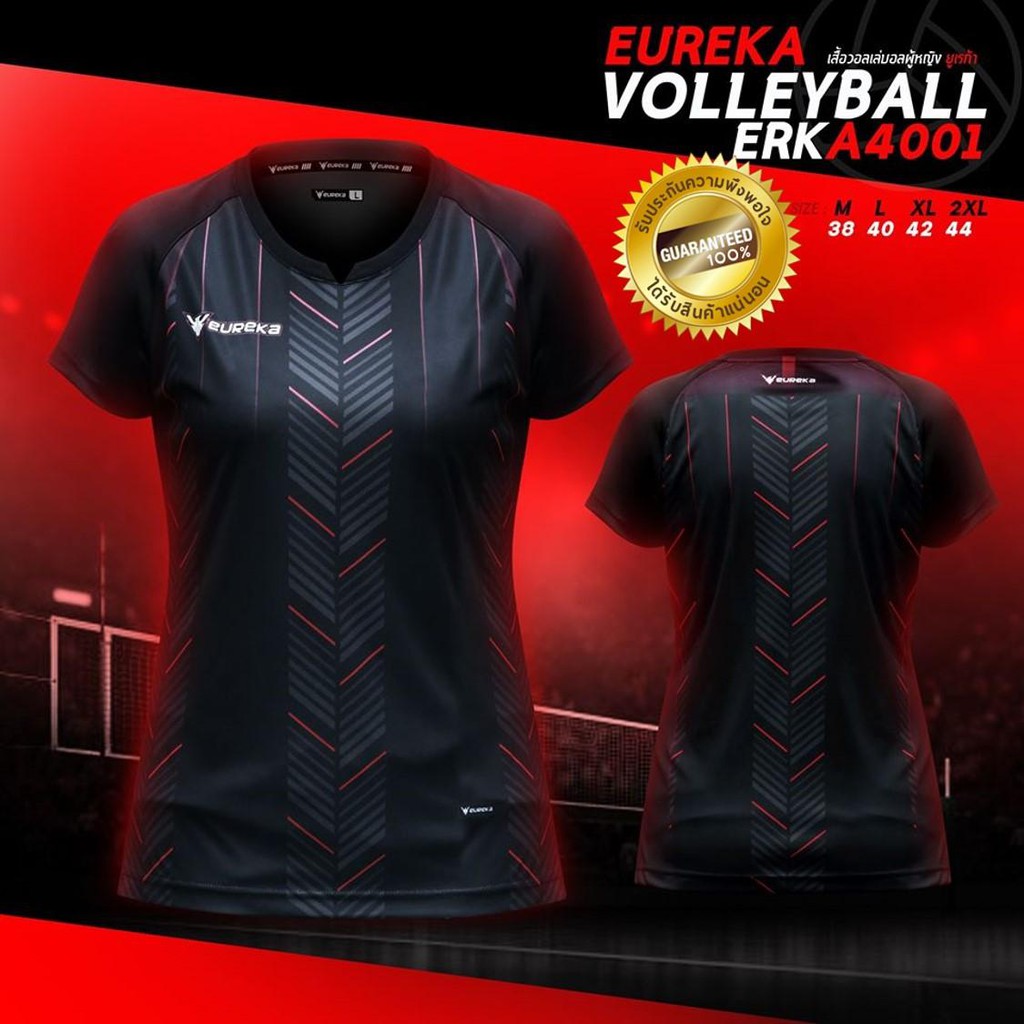 EUREKA เสื้อวอลเล่บอลผู้หญิง ยูเรก้า
VOLLEYBALL
ERKA4001
SIZE : M L XL 2XL
38 40 42 44
รับประกันความพึงพอใจ
GUARANTEED
100%
ได้รับสินค้าแน่นอน
EUREKA EUREKA EUREKA
EUREKA L
EUREKA
EUREKA
EUREKA